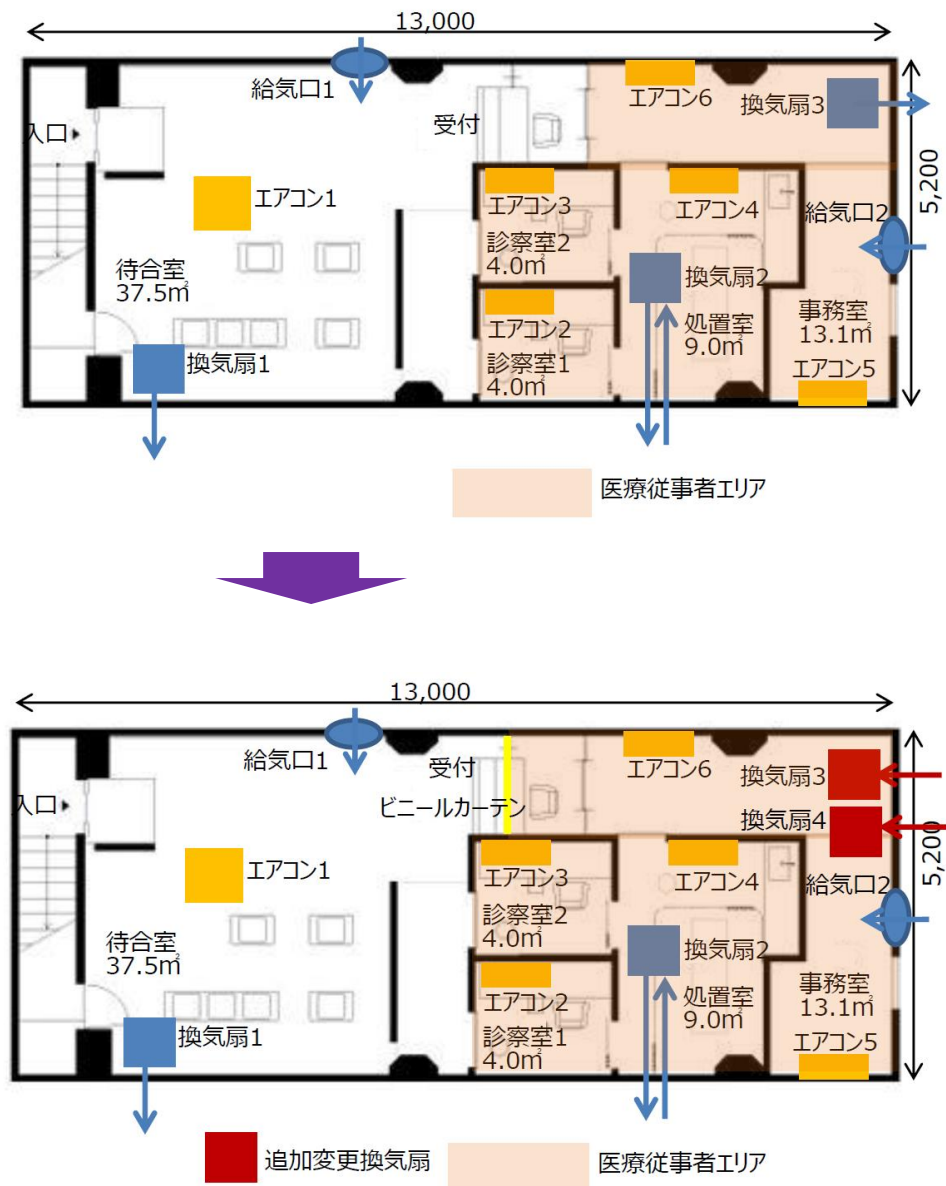 13,000
給気口1
エアコン6
換気扇3
受付
入口▶
5,200
エアコン1
エアコン3
エアコン4
給気口2
診察室2
4.0㎡
待合室
37.5㎡
換気扇2
エアコン2
処置室
9.0㎡
事務室
13.1㎡
診察室1
4.0㎡
換気扇1
エアコン5
医療従事者エリア
13,000
給気口1
受付
エアコン6
換気扇3
ビニールカーテン
入口▶
換気扇4
5,200
エアコン1
エアコン3
エアコン4
給気口2
診察室2
4.0㎡
待合室
37.5㎡
換気扇2
エアコン2
処置室
9.0㎡
事務室
13.1㎡
診察室1
4.0㎡
換気扇1
エアコン5
追加変更換気扇
医療従事者エリア